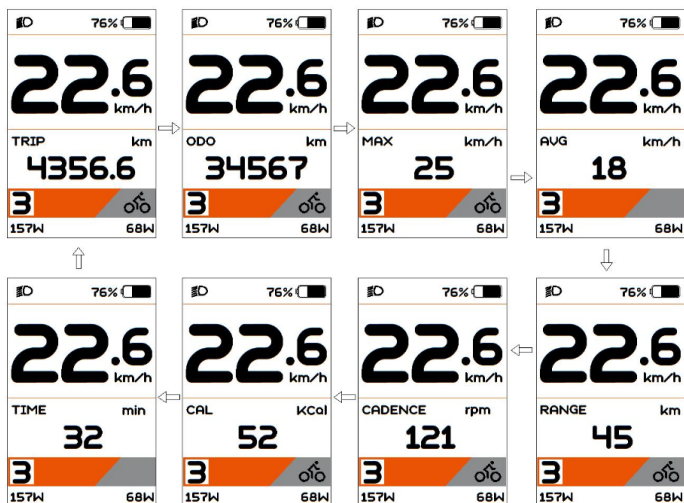 76%
22.6
km/h
TRIP km
4356.6
3
157W 68W
76%
22.6
km/h
ODO km
34567
3
157W 68W
76%
22.6
km/h
MAX km/h
25
3
157W 68W
76%
22.6
km/h
AVG km/h
18
3
157W 68W
76%
22.6
km/h
TIME min
32
3
157W 68W
76%
22.6
km/h
CAL KCal
52
3
157W 68W
76%
22.6
km/h
CADENCE rpm
121
3
157W 68W
76%
22.6
km/h
RANGE km
45
3
157W 68W